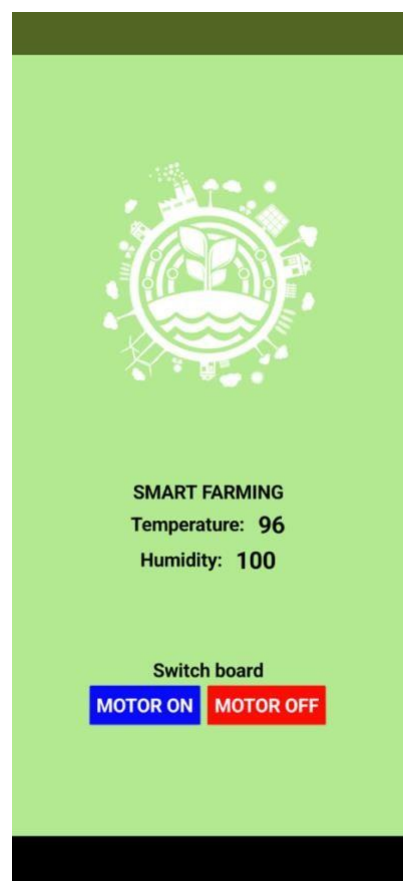 SMART FARMING
Temperature: 96
Humidity: 100
Switch board
MOTOR ON MOTOR OFF